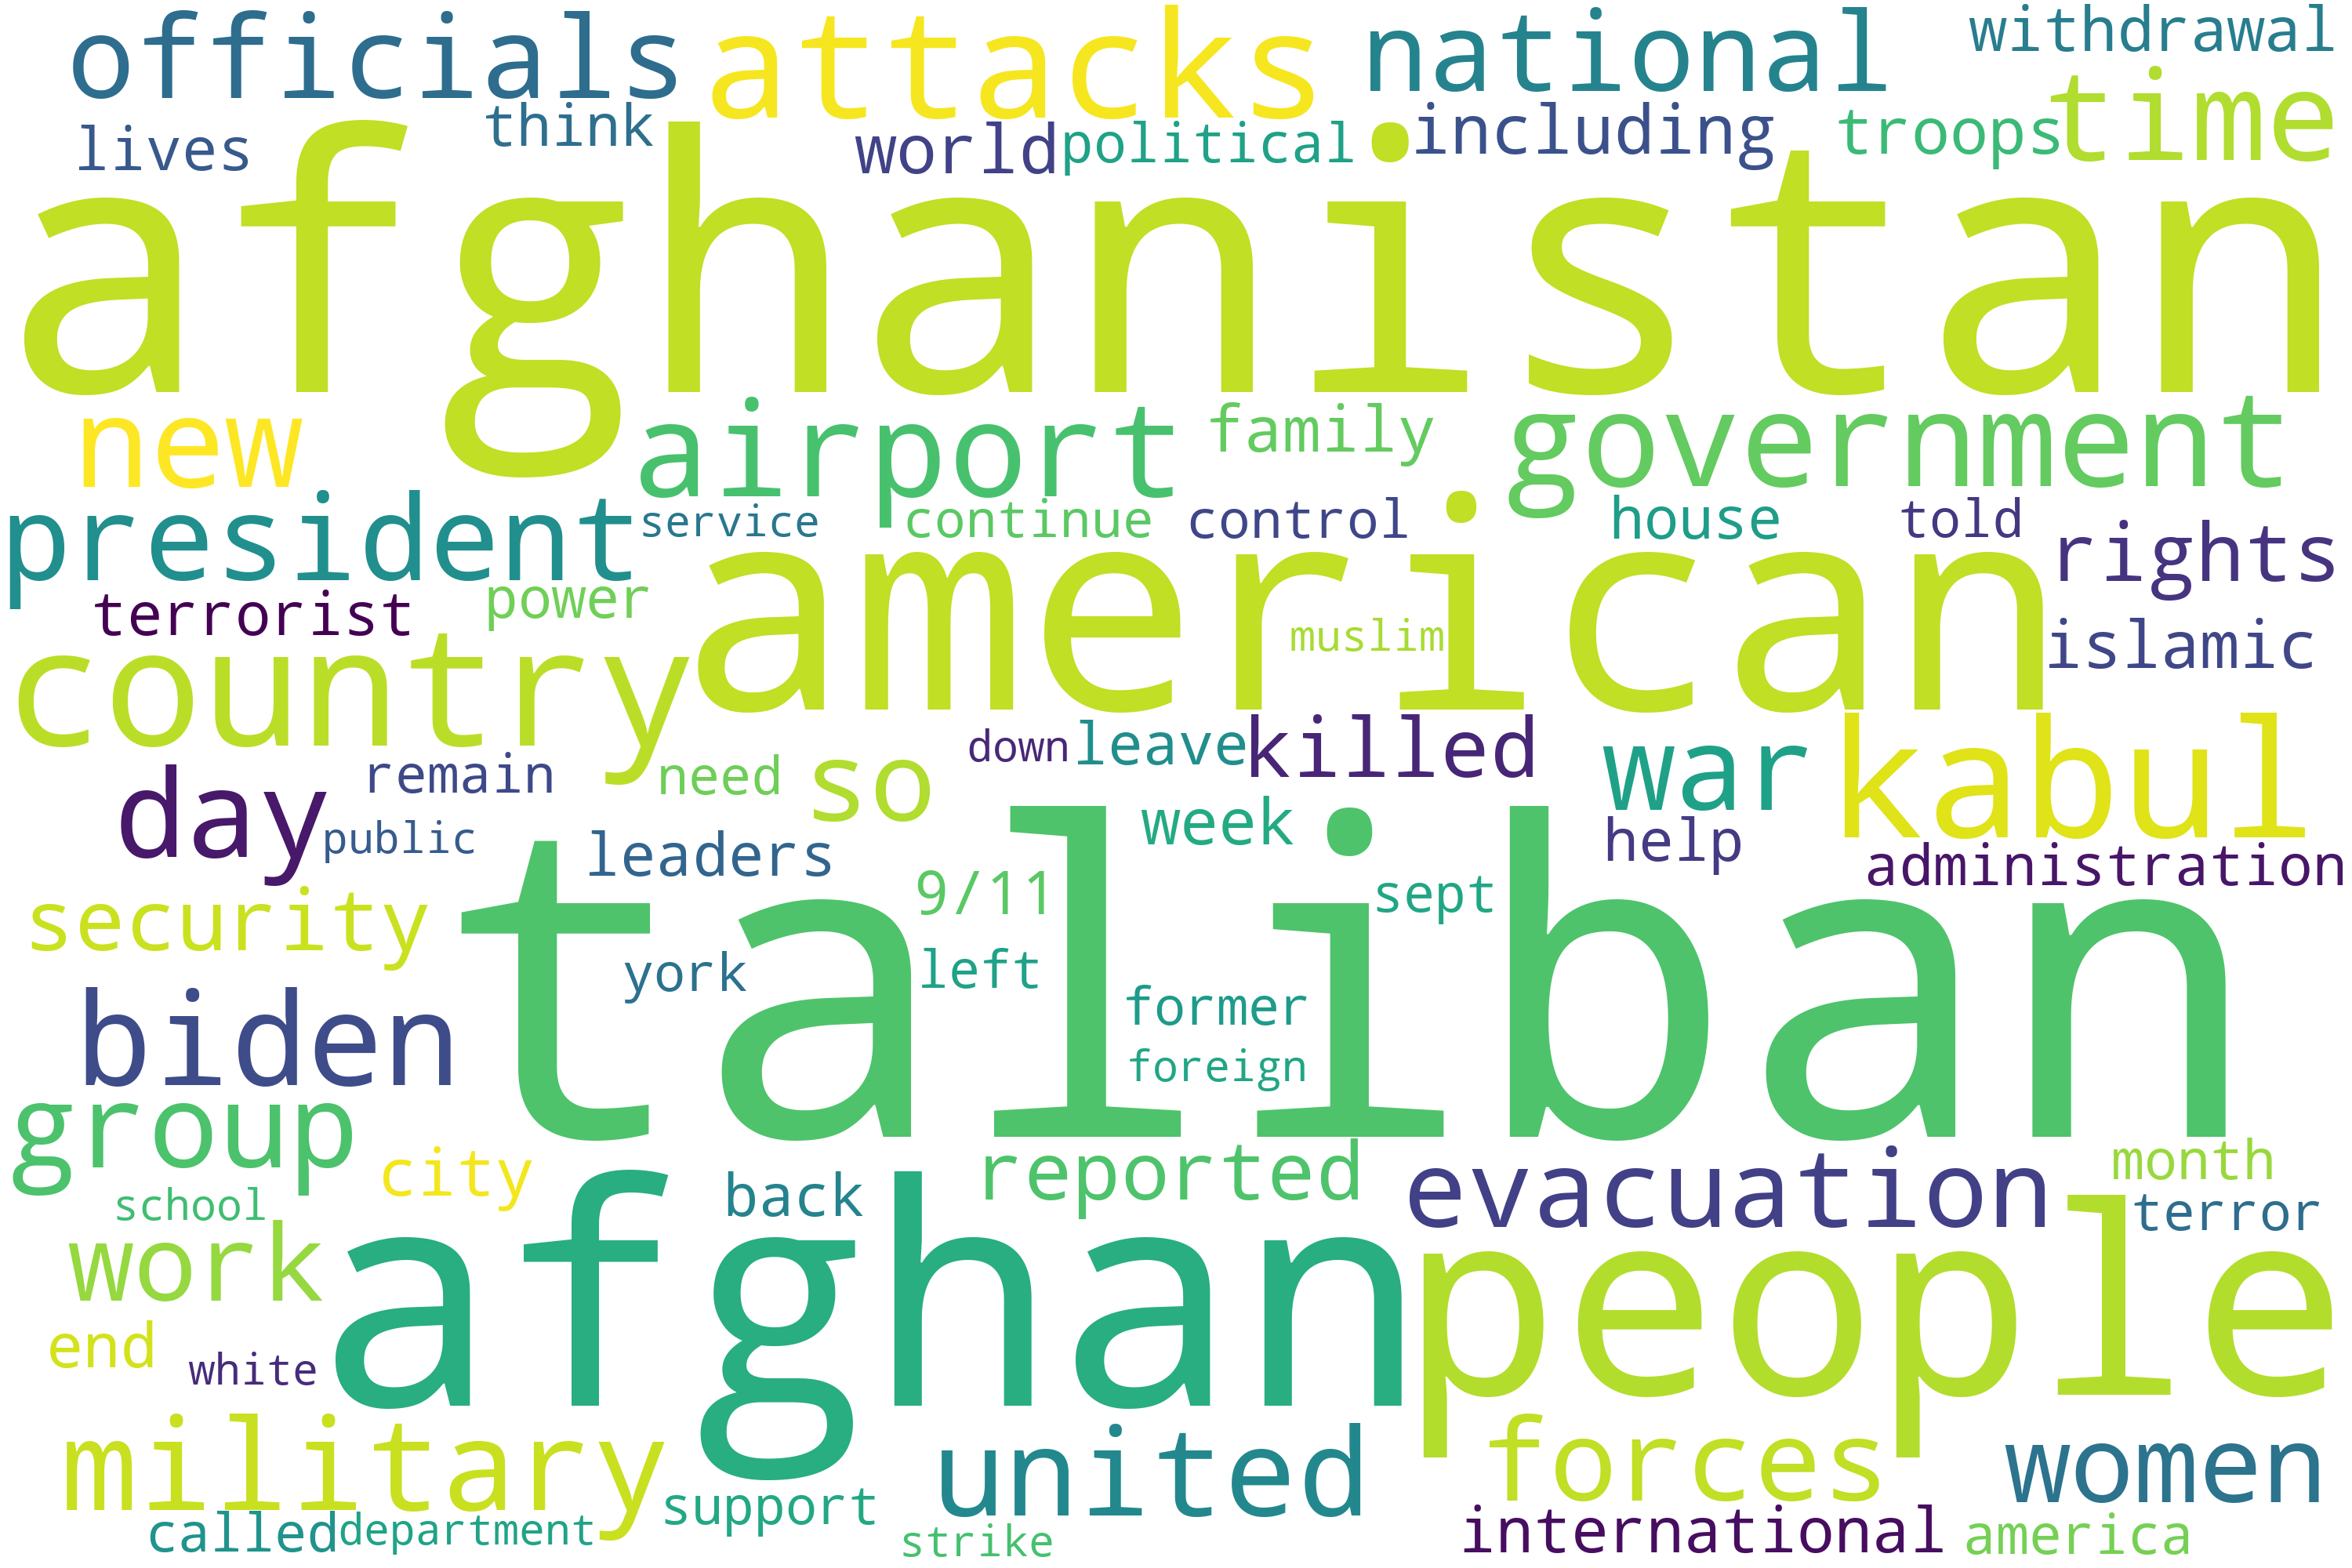 officials attacks national withdrawal
lives think world political including troops time
afghanistan
new airport family government
president service continue control house told rights
terrorist power american muslim islamic
country
day remain need so down leave killed war kabul
public leaders week help administration
security taliban 9/11 sept
york left
biden former
foreign
group city reported evacuation month
school back terror
work afghan people
end
white
military united forces women
called department support strike international america